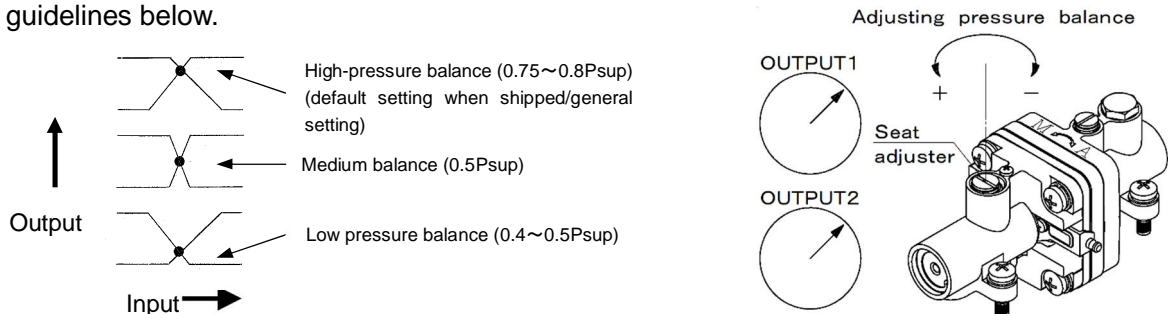 guidelines below.
High-pressure balance (0.75～0.8Psup)
(default setting when shipped/general
setting)
Medium balance (0.5Psup)
Low pressure balance (0.4～0.5Psup)
Output
Input
Adjusting pressure balance
OUTPUT1
+ −
Seat
adjuster
OUTPUT2
M A